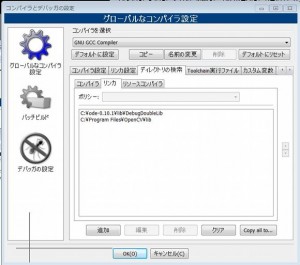 コンパイラとデバッガの設定
グローバルなコンパイラ設定
グローバルなコンパイラ
設定
バッチビルド
デバッガの設定
コンパイラを選択
GNU GCC Compiler
デフォルトに設定
コピー
名前の変更
削除
デフォルトにリセット
コンパイラ設定
リンカ設定
ディレクトリの検索
Toolchain実行ファイル
カスタム変数
コンパイラ
リンカ
リソースコンパイラ
ポリシー:
C:¥ode-0.10.1¥lib¥DebugDoubleLib
C:¥Program Files¥OpenCV¥lib
追加
編集
削除
クリア
Copy all to...
OK(O)
キャンセル(C)